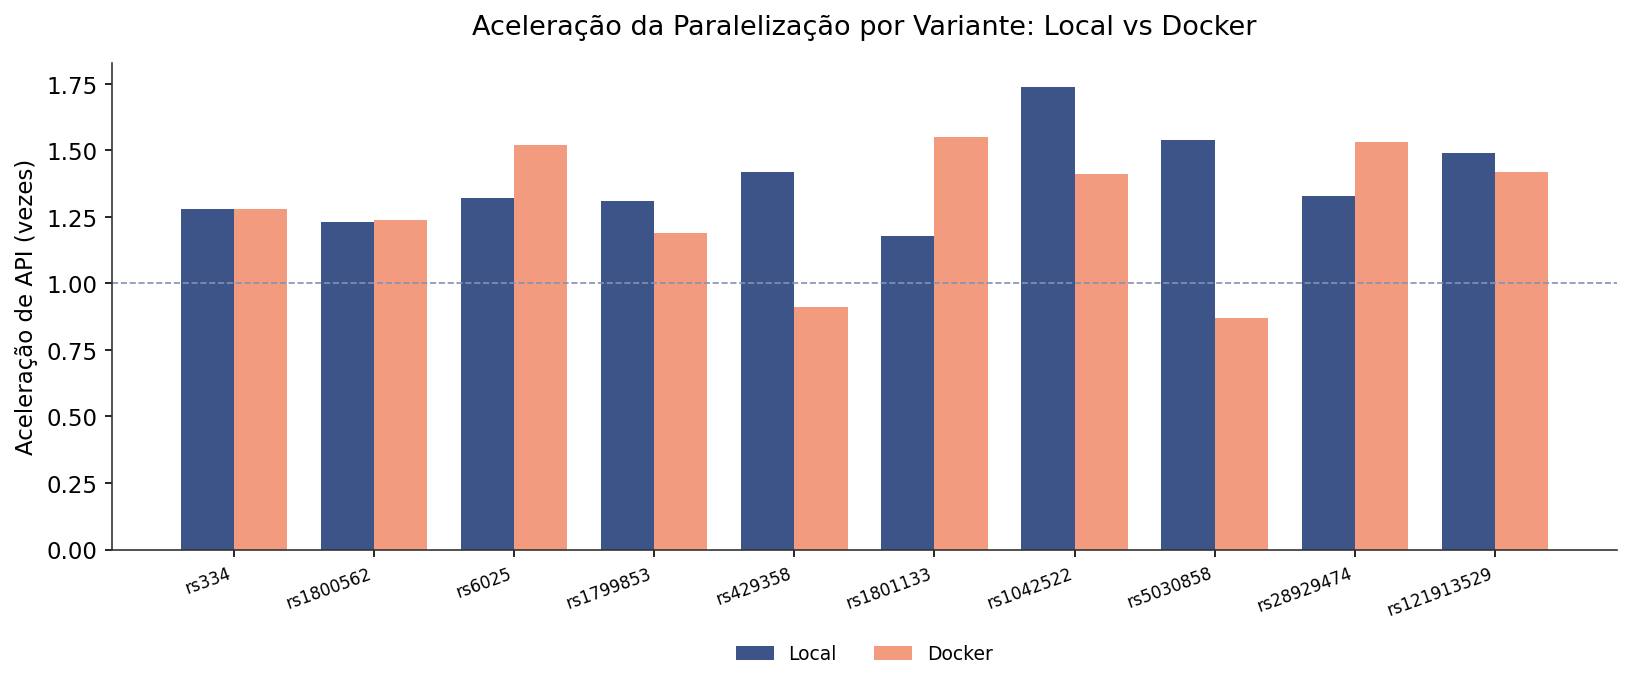 Aceleração da Paralelização por Variante: Local vs Docker
Aceleração de API (vezes)
1.75
1.50
1.25
1.00
0.75
0.50
0.25
0.00
rs334
rs1800562
rs6025
rs1799853
rs429358
rs1801133
rs1042522
rs5030858
rs28929474
rs121913529
Local
Docker